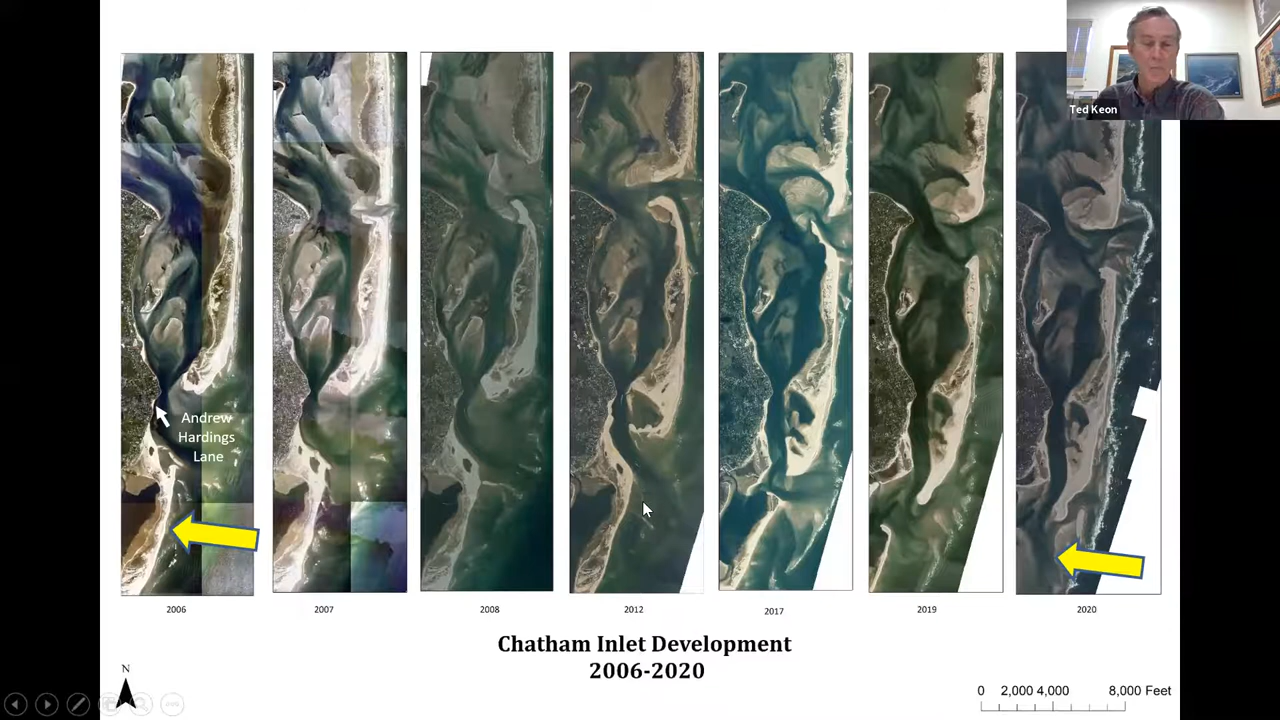 Ted Keon
Andrew
Hardings
Lane
2006
2007
2008
2012
2017
2019
2020
Chatham Inlet Development
2006-2020
N
0 2,000 4,000 8,000 Feet